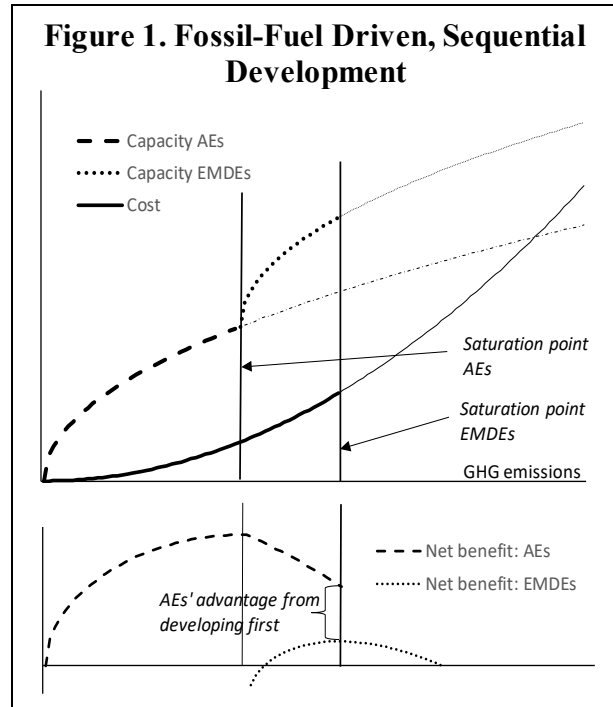 Figure 1. Fossil-Fuel Driven, Sequential
Development
Capacity AEs
Capacity EMDEs
Cost
Saturation point
AEs
Saturation point
EMDEs
GHG emissions
Net benefit: AEs
Net benefit: EMDEs
AEs' advantage from
developing first